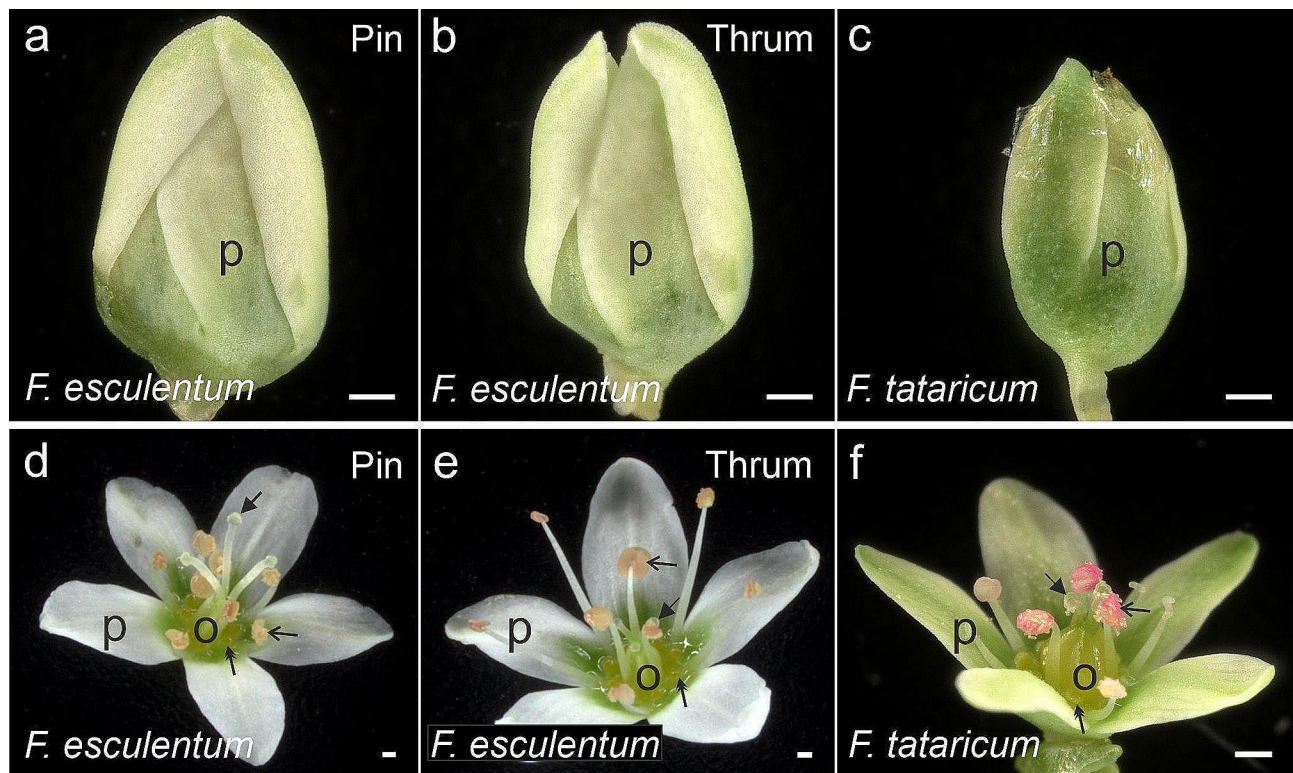 a Pin
p
F. esculentum
b Thrum
p
F. esculentum
c
p
F. tataricum
d Pin
p o
F. esculentum
e Thrum
p
o
F. esculentum
f
p
o
F. tataricum